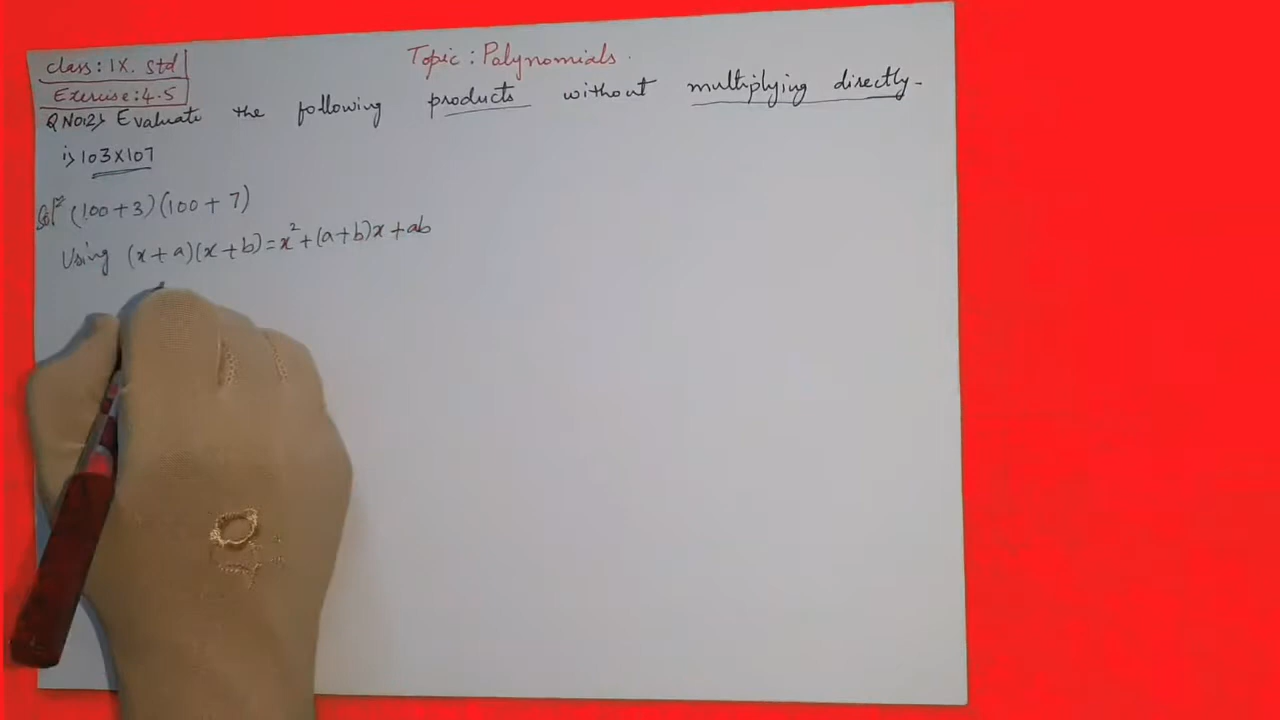 class: IX. Std
Topic: Polynomials.
Exercise: 4.5
Q NO:2> Evaluate the following products without multiplying directly.
i> 103×107
Solⁿ (100+3)(100+7)
Using (x+a)(x+b)=x²+(a+b)x+ab